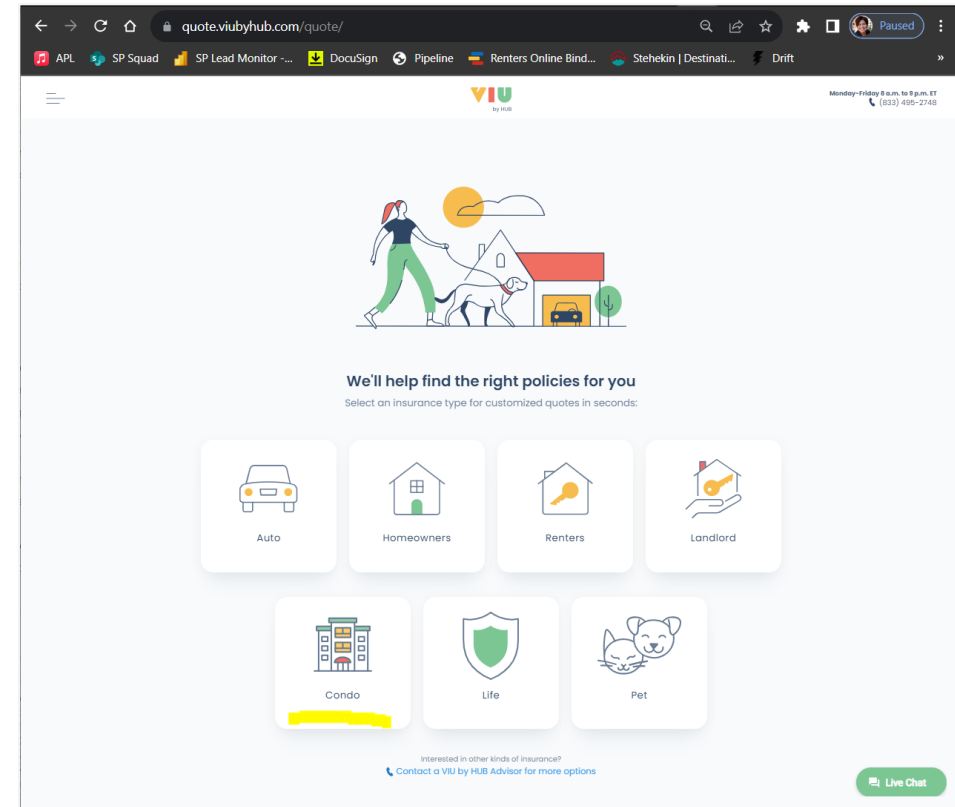 quote.viubyhub.com/quote/
Paused
APL SP Squad SP Lead Monitor -... DocuSign Pipeline Renters Online Bind... Stehekin | Destinati... Drift »
VIU
by HUB
Monday-Friday 8 a.m. to 9 p.m. ET
(833) 495-2748
We'll help find the right policies for you
Select an insurance type for customized quotes in seconds:
Auto Homeowners Renters Landlord
Condo Life Pet
Interested in other kinds of insurance?
Contact a VIU by HUB Advisor for more options
Live Chat